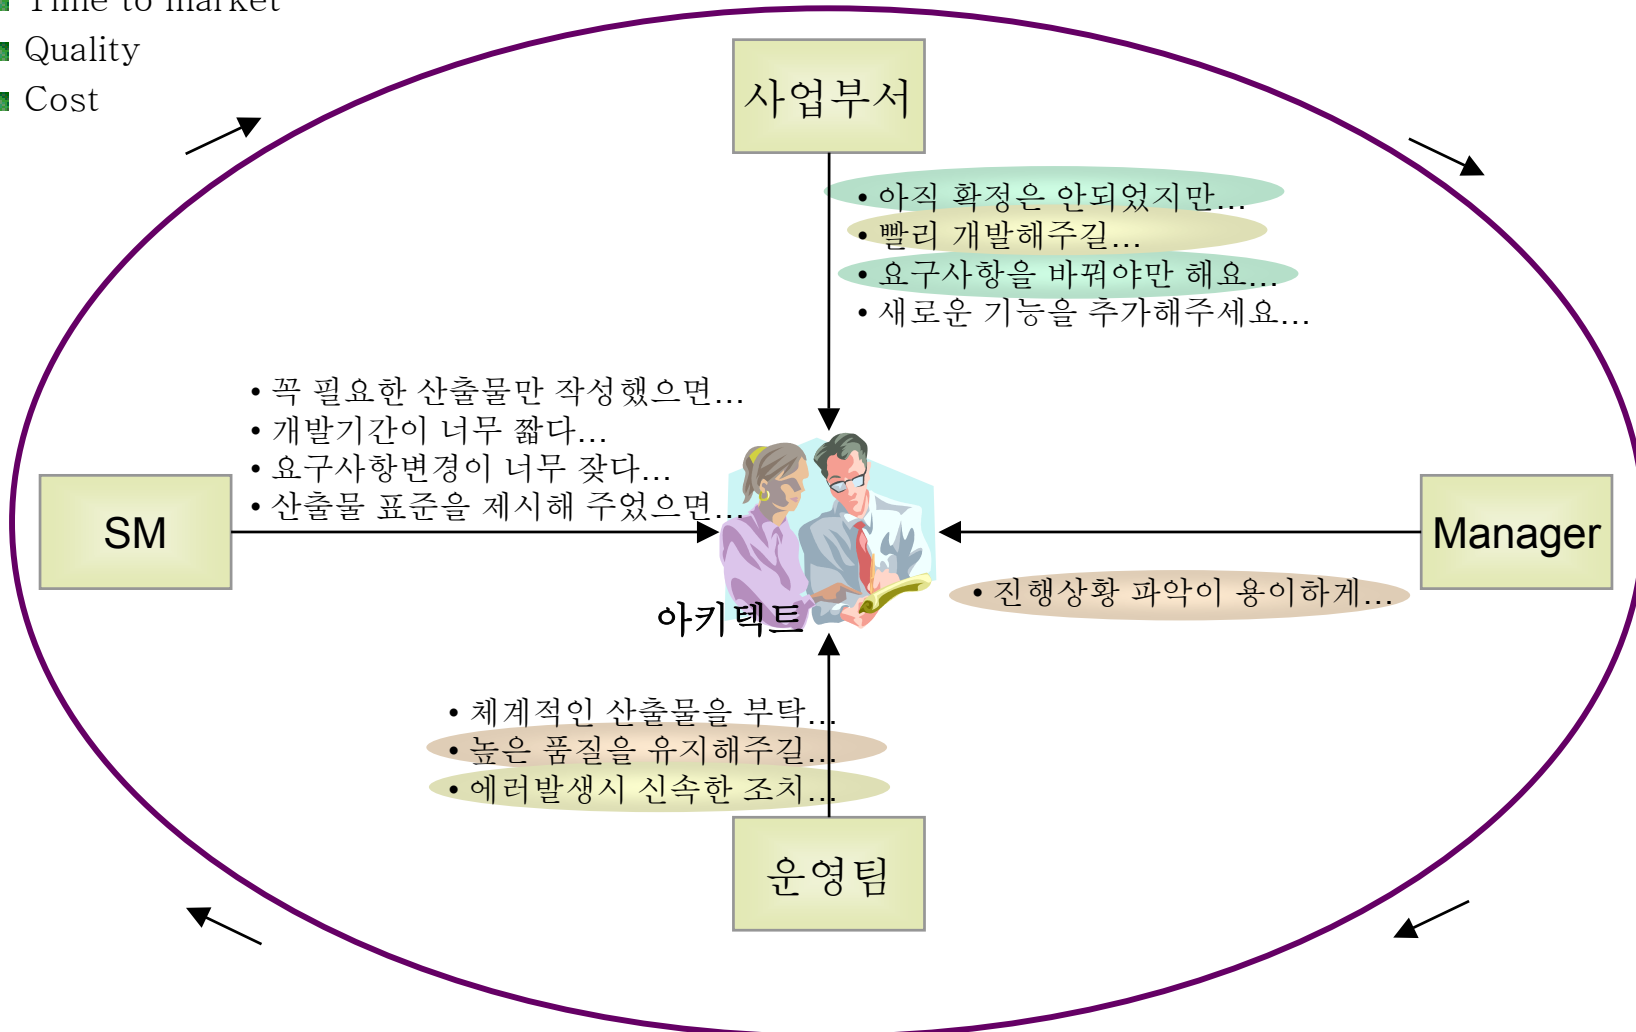 Time to market
Quality
Cost
사업부서
• 아직 확정은 안되었지만...
• 빨리 개발해주길...
• 요구사항을 바꿔야만 해요...
• 새로운 기능을 추가해주세요...
• 꼭 필요한 산출물만 작성했으면...
• 개발기간이 너무 짧다...
• 요구사항변경이 너무 잦다...
• 산출물 표준을 제시해 주었으면...
SM
Manager
• 진행상황 파악이 용이하게...
아키텍트
• 체계적인 산출물을 부탁...
• 높은 품질을 유지해주길...
• 에러발생시 신속한 조치...
운영팀